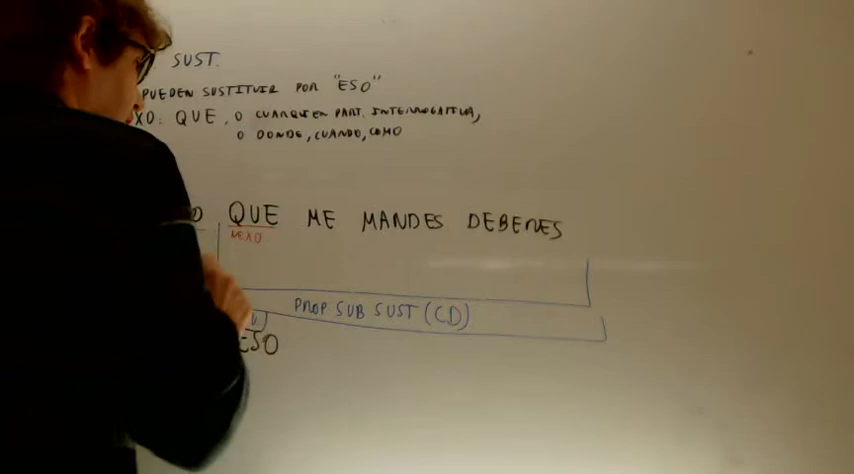 SUST.
PUEDEN SUSTITUIR POR "ESO"
XO: QUE, O CUALQUIER PART. INTERROGATIVA,
O DONDE, CUANDO, COMO
O QUE ME MANDES DEBERES
NEXO
PROP SUB SUST (CD)
ESO